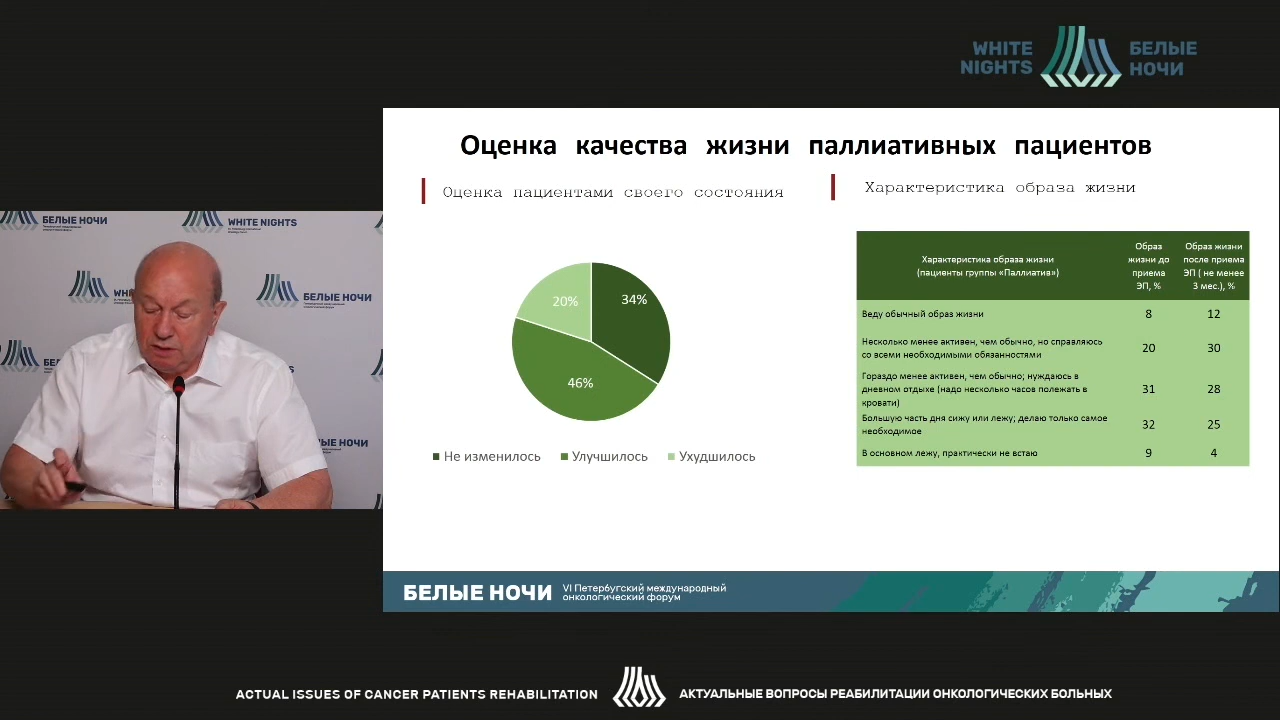 WHITE NIGHTS
БЕЛЫЕ НОЧИ
Оценка качества жизни паллиативных пациентов
Оценка пациентами своего состояния
Характеристика образа жизни
34%
20%
46%
Не изменилось
Улучшилось
Ухудшилось
Характеристика образа жизни
(пациенты группы «Паллиатив»)
Образ
жизни до
приема
ЭП, %
Образ жизни
после приема
ЭП ( не менее
3 мес.), %
Веду обычный образ жизни
8
12
Несколько менее активен, чем обычно, но справляюсь
со всеми необходимыми обязанностями
20
30
Гораздо менее активен, чем обычно; нуждаюсь в
дневном отдыхе (надо несколько часов полежать в
кровати)
31
28
Большую часть дня сижу или лежу; делаю только самое
необходимое
32
25
В основном лежу, практически не встаю
9
4
БЕЛЫЕ НОЧИ
WHITE NIGHTS
БЕЛЫЕ НОЧИ
БЕЛЫЕ НОЧИ
VI Петербугский международный
онкологический форум
ACTUAL ISSUES OF CANCER PATIENTS REHABILITATION
АКТУАЛЬНЫЕ ВОПРОСЫ РЕАБИЛИТАЦИИ ОНКОЛОГИЧЕСКИХ БОЛЬНЫХ